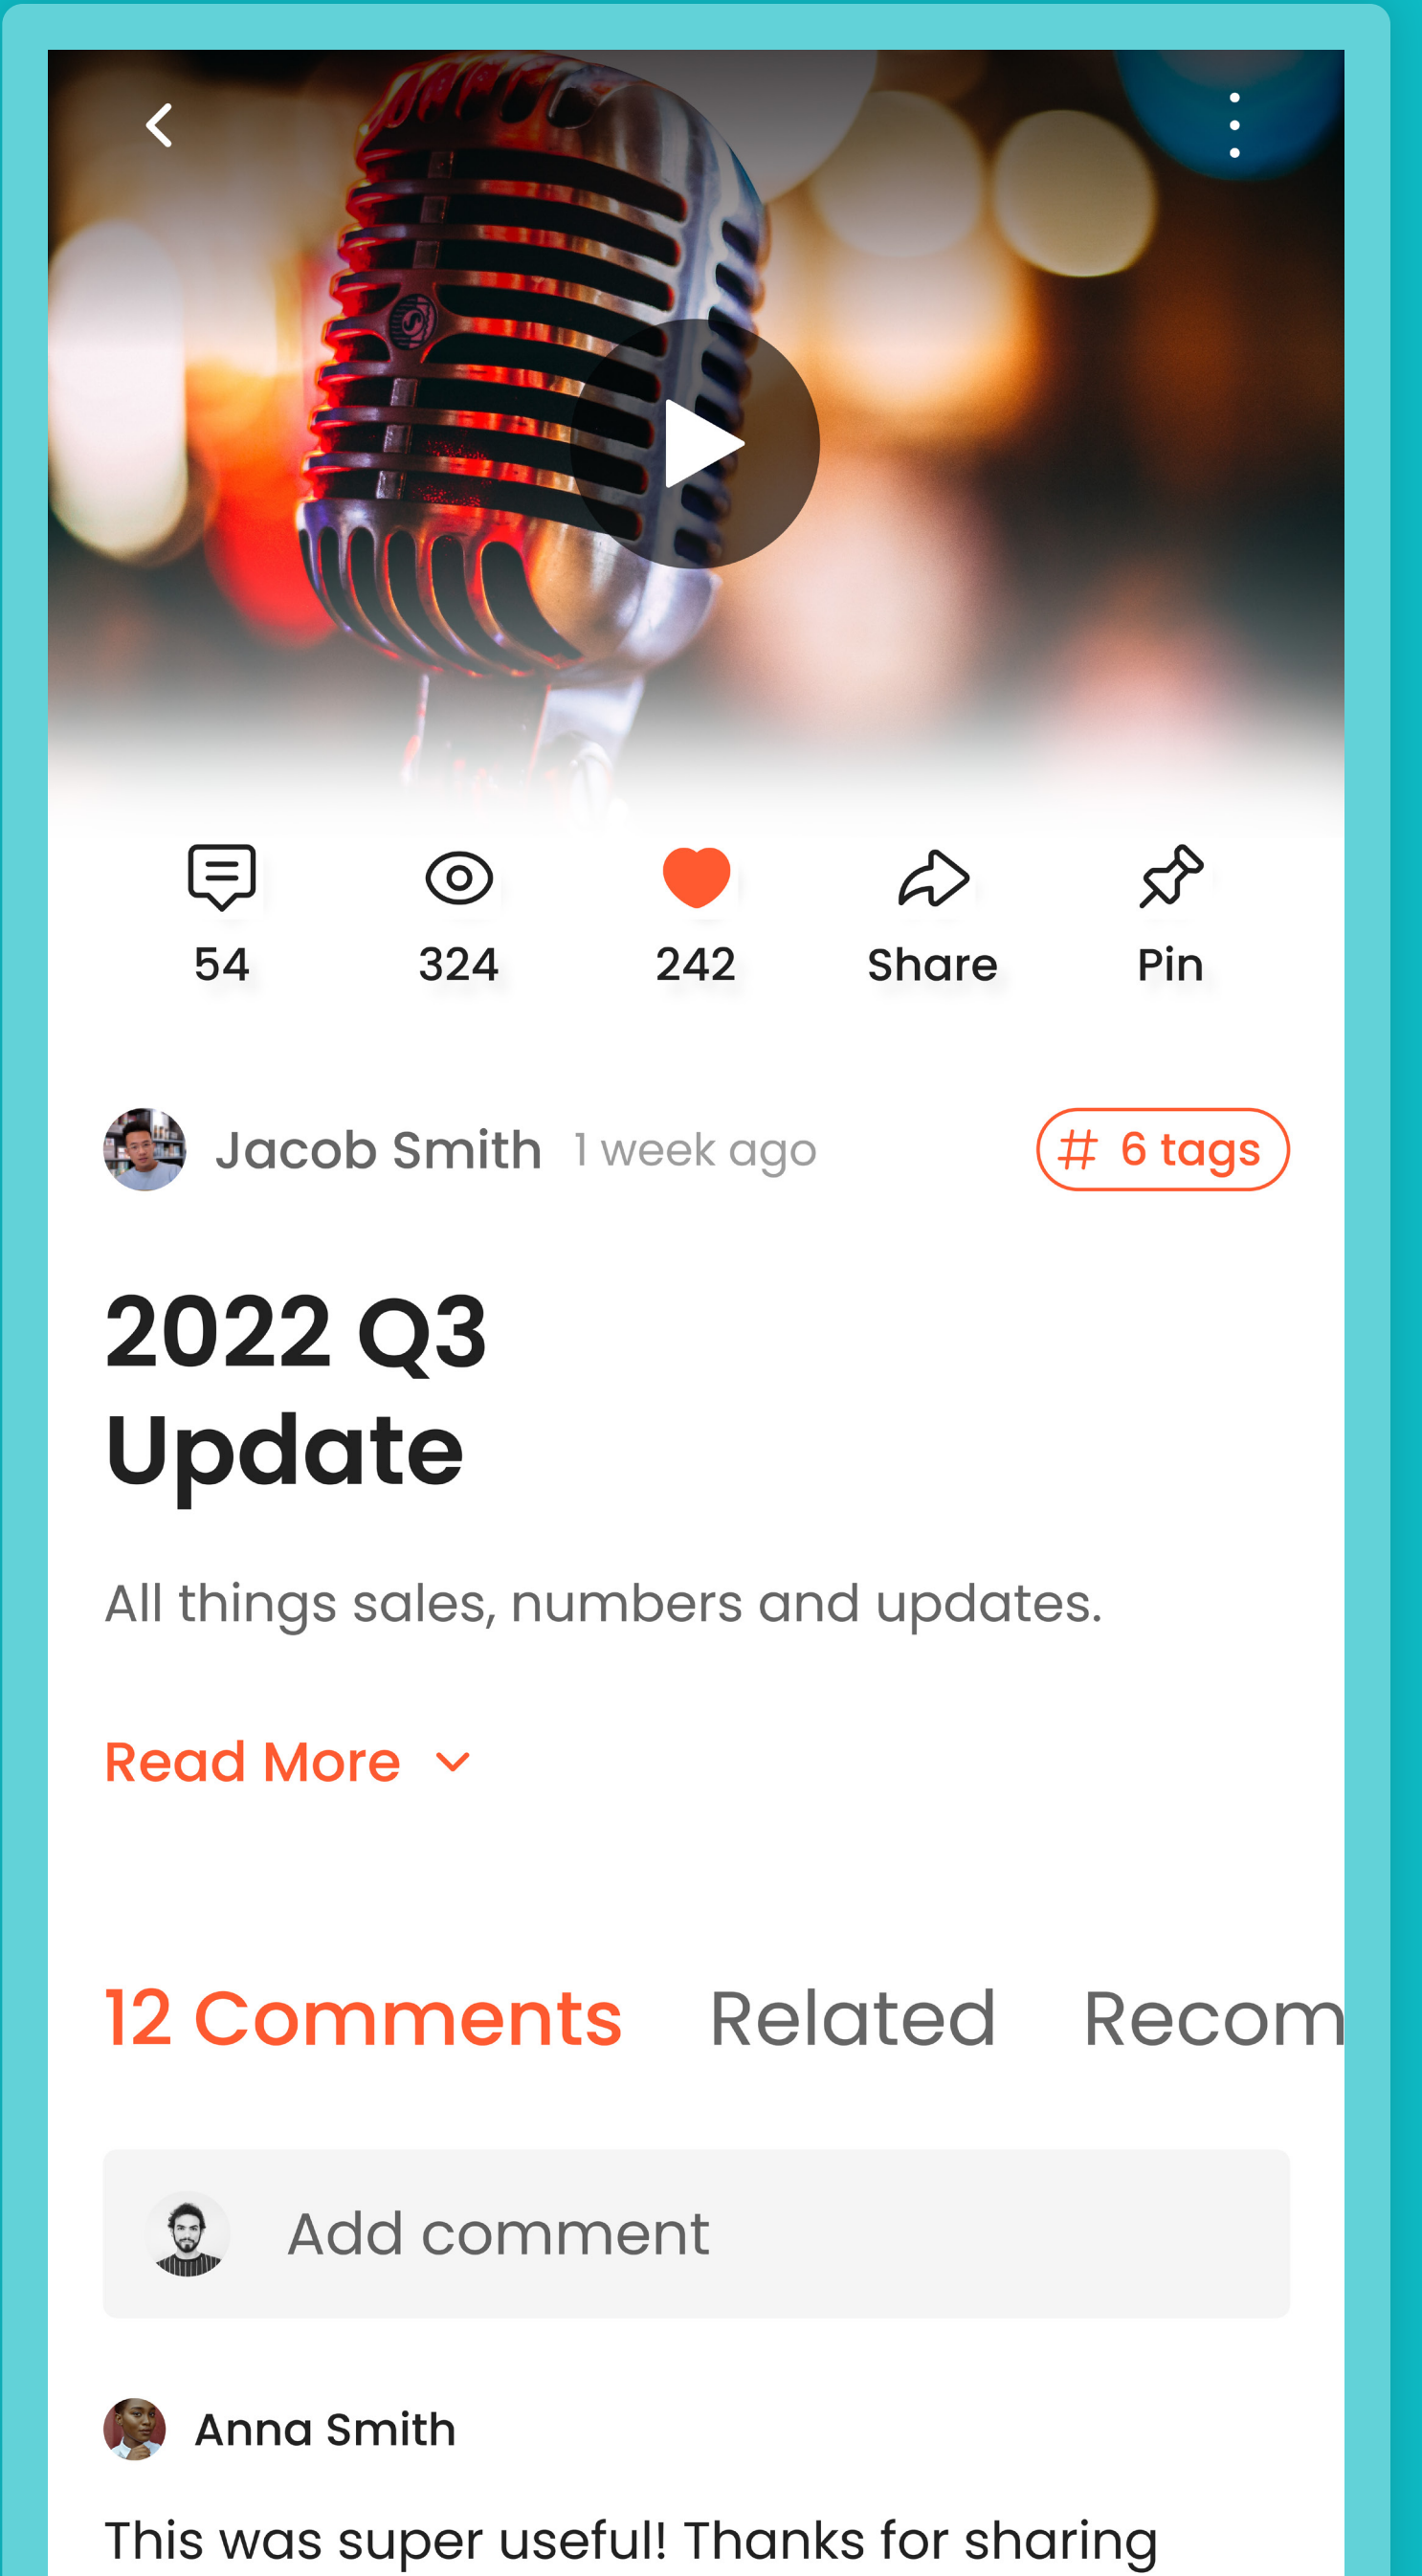 54
324
242
Share
Pin
Jacob Smith 1 week ago
# 6 tags
2022 Q3
Update
All things sales, numbers and updates.
Read More
12 Comments Related Recom
Add comment
Anna Smith
This was super useful! Thanks for sharing